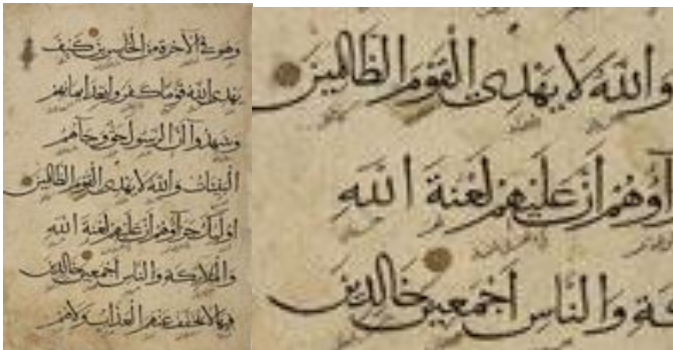 وهو في الآخرة من الخاسرين كيف
يهدي الله قوما كفروا بعد إيمانهم
وشهدوا أن الرسول حق وجاءهم
البينات والله لا يهدي القوم الظالمين
أولئك جزاؤهم أن عليهم لعنة الله
والملائكة والناس أجمعين خالدين
فيها لا يخفف عنهم العذاب ولا هم
والله لا يهدي القوم الظالمين
آؤهم أن عليهم لعنة الله
كة والناس أجمعين خالدين